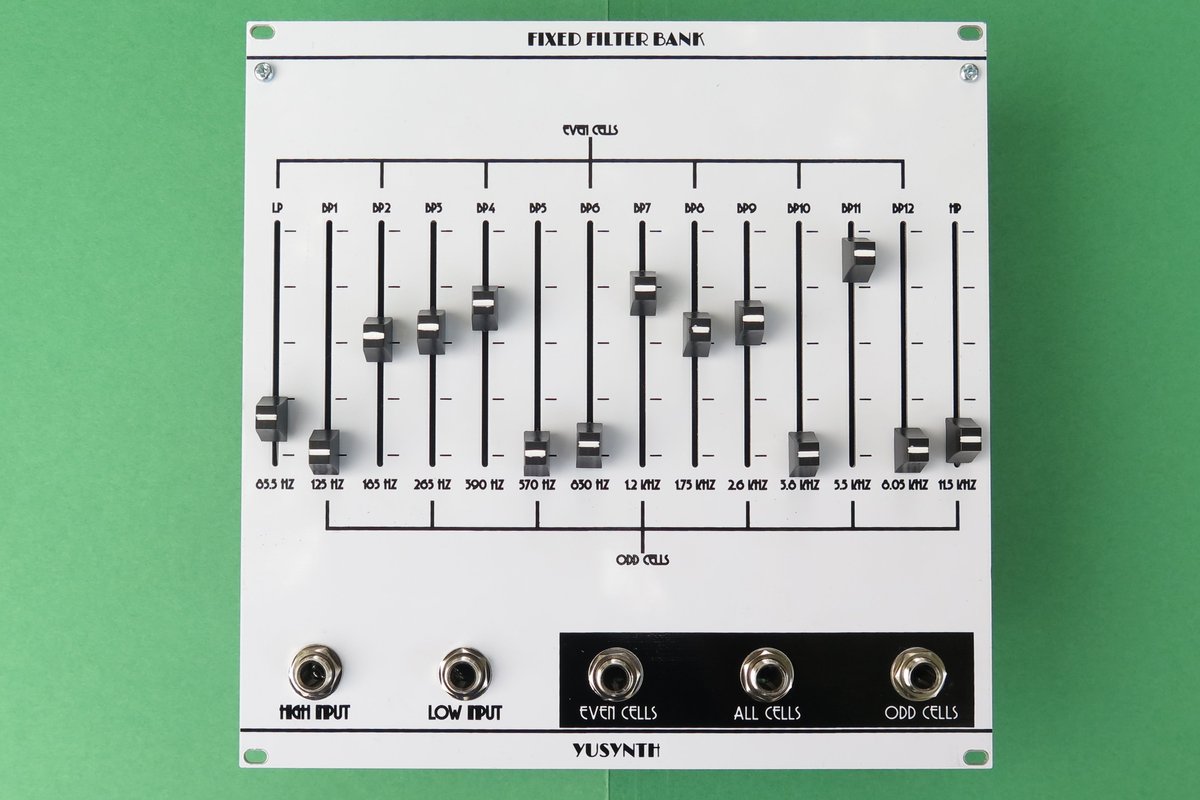 FIXED FILTER BANK
EVEN CELLS
LP BP1 BP2 BP3 BP4 BP5 BP6 BP7 BP8 BP9 BP10 BP11 BP12 HP
85.5 HZ 125 HZ 185 HZ 265 HZ 390 HZ 570 HZ 830 HZ 1.2 KHZ 1.75 KHZ 2.6 KHZ 3.8 KHZ 5.5 KHZ 8.05 KHZ 11.5 KHZ
ODD CELLS
HIGH INPUT LOW INPUT EVEN CELLS ALL CELLS ODD CELLS
YUSYNTH